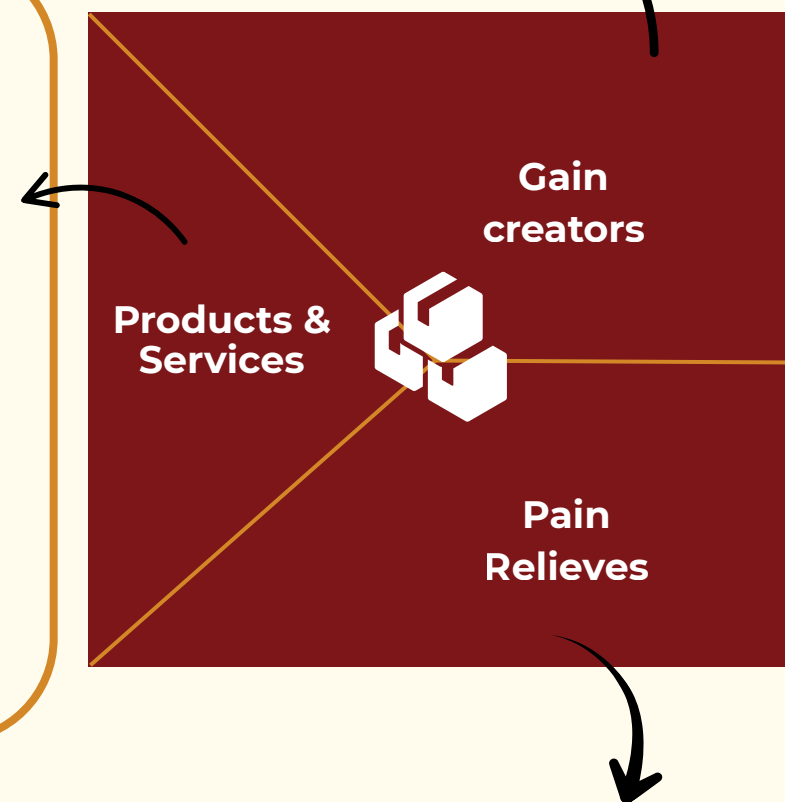 Gain
creators
Products &
Services
Pain
Relieves